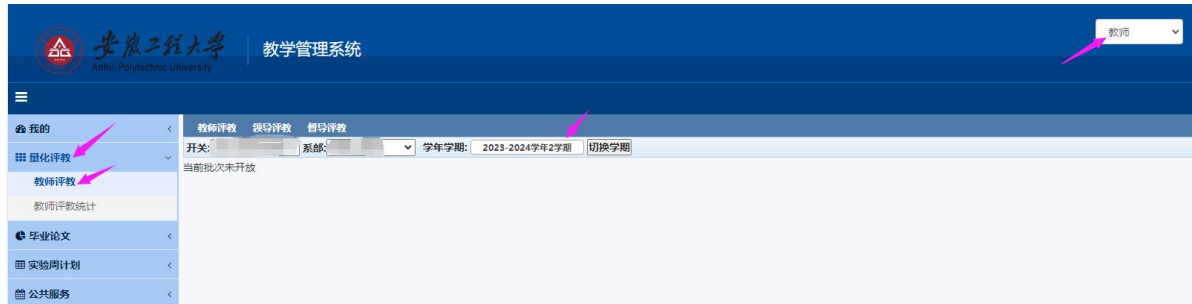 安徽工程大学
Anhui Polytechnic University
教学管理系统
教师
我的
量化评教
教师评教
教师评教统计
毕业论文
实验周计划
公共服务
教师评教 领导评教 督导评教
开关: 系部: 学年学期: 2023-2024学年2学期 切换学期
当前批次未开放